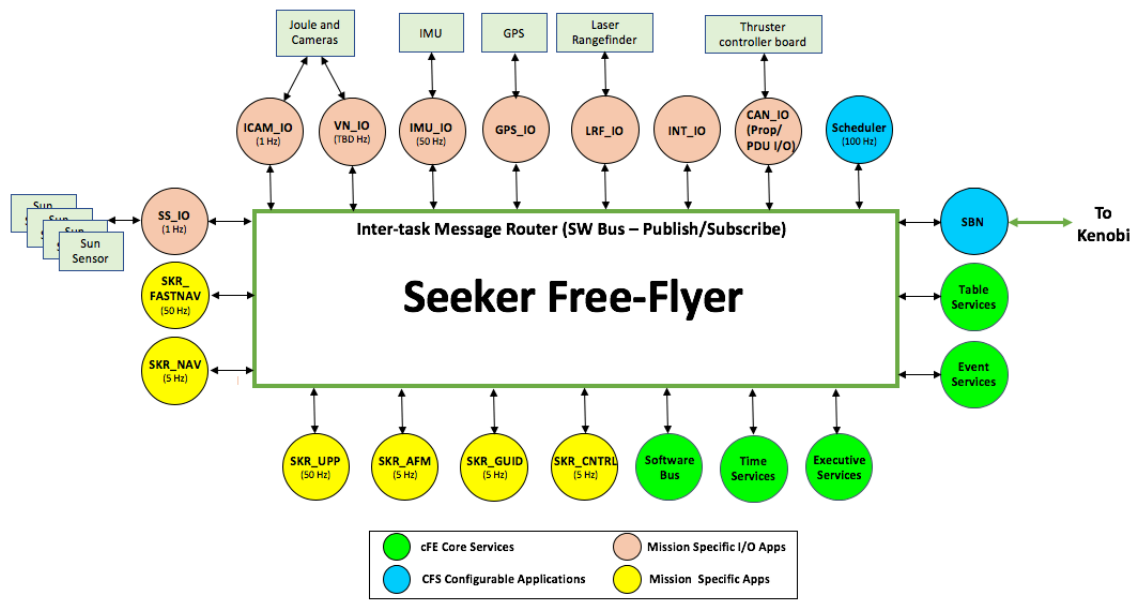 Joule and
Cameras
IMU
GPS
Laser
Rangefinder
Thruster
controller board
ICAM_IO
(1 Hz)
VN_IO
(TBD Hz)
IMU_IO
(50 Hz)
GPS_IO
LRF_IO
INT_IO
CAN_IO
(Prop/
PDU I/O)
Scheduler
(100 Hz)
Sun
Sun
Sun
Sun
Sensor
SS_IO
(1 Hz)
SKR_
FASTNAV
(50 Hz)
SKR_NAV
(5 Hz)
Inter-task Message Router (SW Bus – Publish/Subscribe)
Seeker Free-Flyer
SBN
To
Kenobi
Table
Services
Event
Services
SKR_UPP
(50 Hz)
SKR_AFM
(5 Hz)
SKR_GUID
(5 Hz)
SKR_CNTRL
(5 Hz)
Software
Bus
Time
Services
Executive
Services
cFE Core Services
Mission Specific I/O Apps
CFS Configurable Applications
Mission Specific Apps